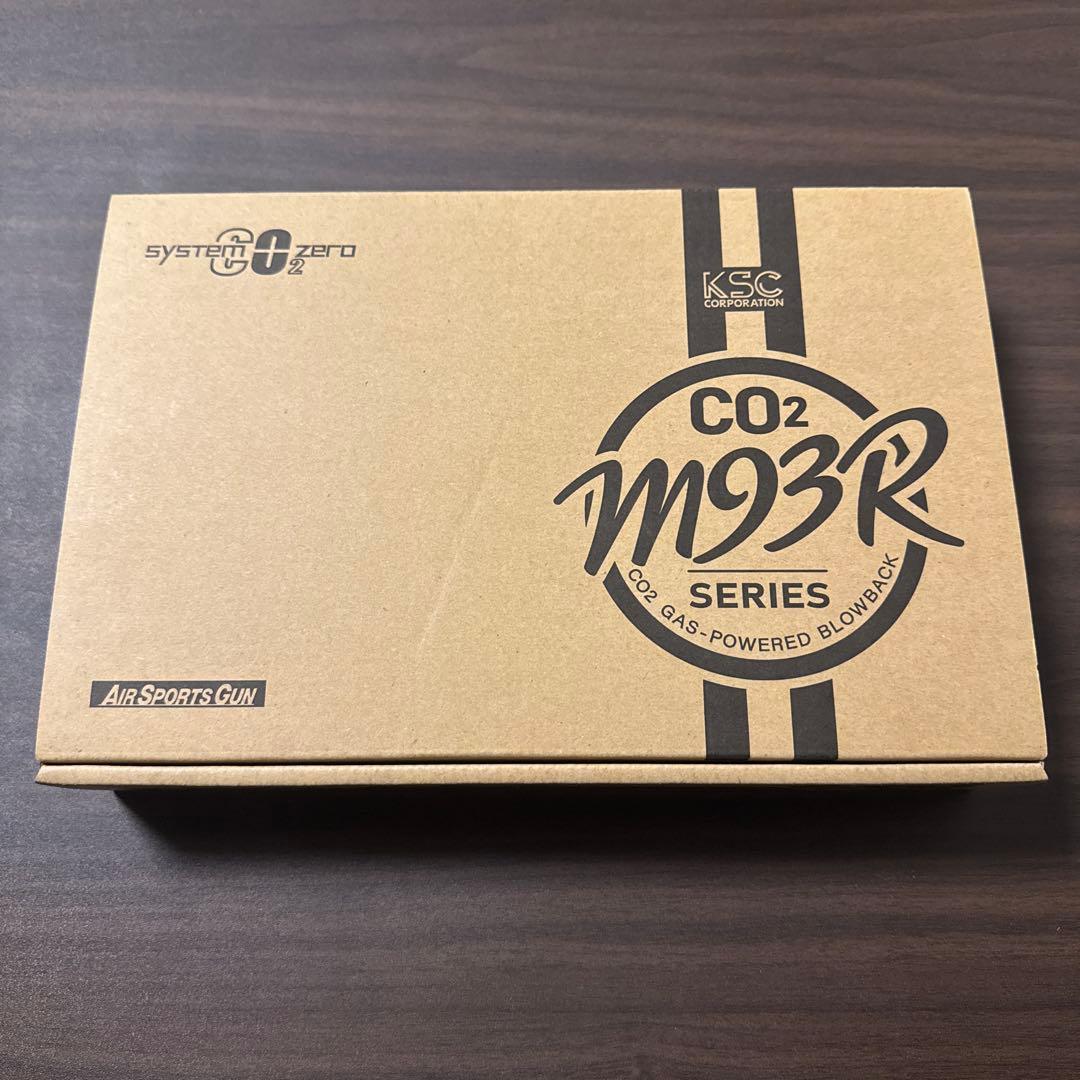 system CO2 zero
KSC
CORPORATION
CO2
M93R
SERIES
CO2 GAS-POWERED BLOWBACK
AIR SPORTS GUN